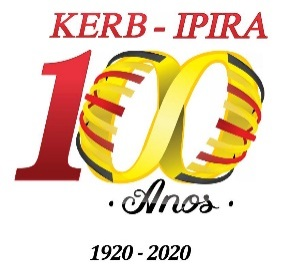 KERB - IPIRA
100
· Anos ·
1920 - 2020